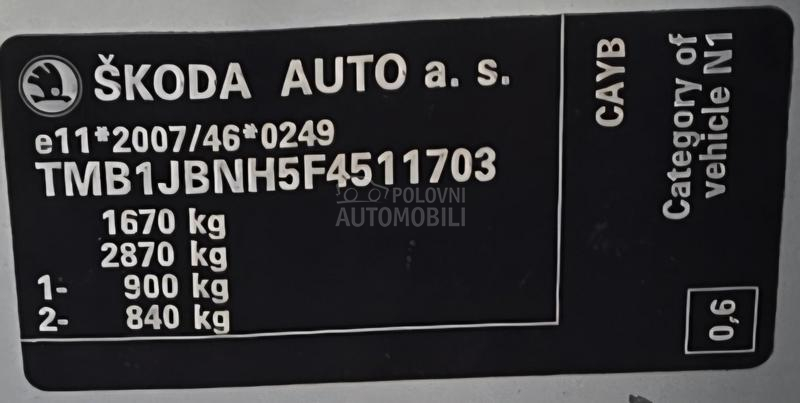 ŠKODA AUTO a. s.
e11*2007/46*0249
TMB1JBNH5F4511703
1670 kg
2870 kg
1- 900 kg
2- 840 kg
CAYB
Category of
vehicle N1
0,6
POLOVNI
AUTOMOBILI